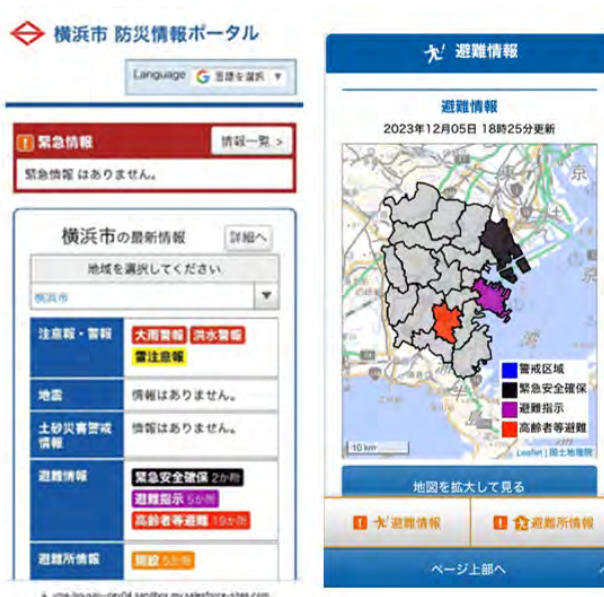 横浜市 防災情報ポータル
Language G 言語を選択 ▼
! 緊急情報
情報一覧 >
緊急情報 はありません。
横浜市の最新情報
詳細へ
地域を選択してください
横浜市
注意報・警報
大雨警報 洪水警報
雷注意報
地震
情報はありません。
土砂災害警戒
情報
情報はありません。
避難情報
緊急安全確保 2か所
避難指示 5か所
高齢者等避難 19か所
避難所情報
開設 5か所
避難情報
避難情報
2023年12月05日 18時25分更新
東
京
京
湾
警戒区域
緊急安全確保
避難指示
高齢者等避難
10 km
Leaflet | 国土地理院
地図を拡大して見る
! 避難情報
! 避難所情報
ページ上部へ